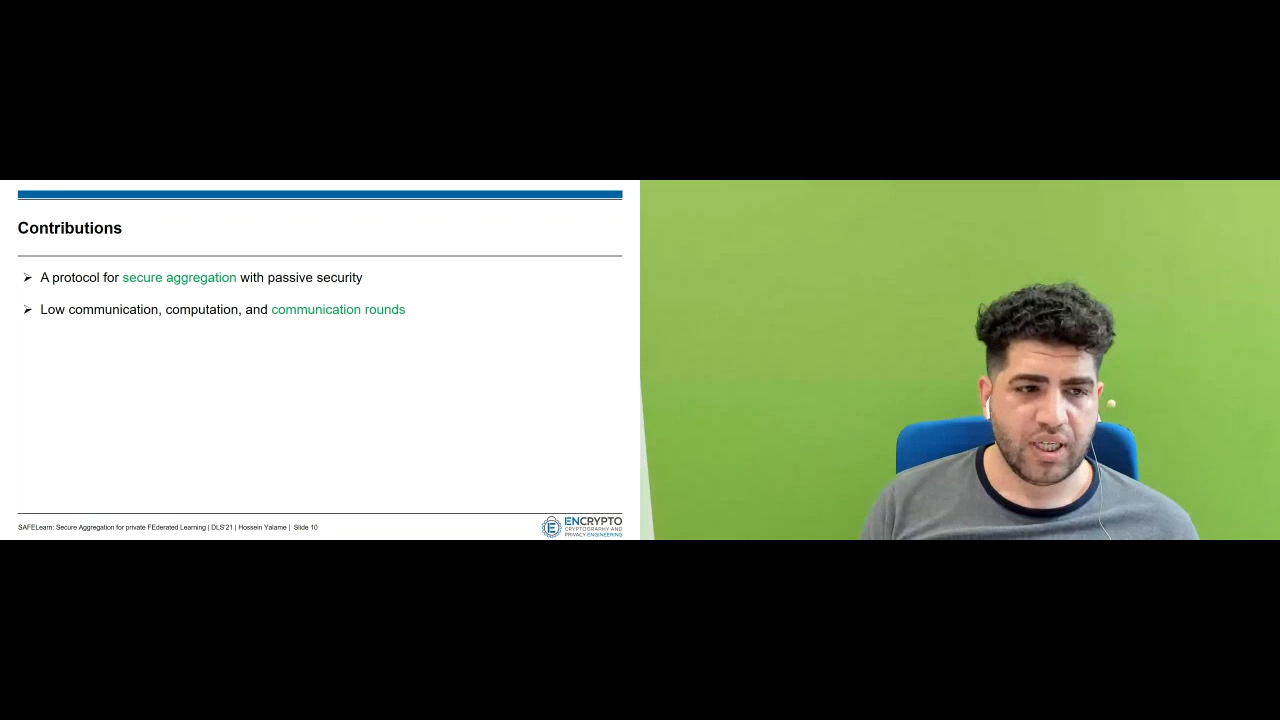 Contributions
➢ A protocol for secure aggregation with passive security
➢ Low communication, computation, and communication rounds
SAFELearn: Secure Aggregation for private FEderated Learning | DLS'21 | Hossein Yalame | Slide 10
ENCRYPTO
CRYPTOGRAPHY AND
PRIVACY ENGINEERING